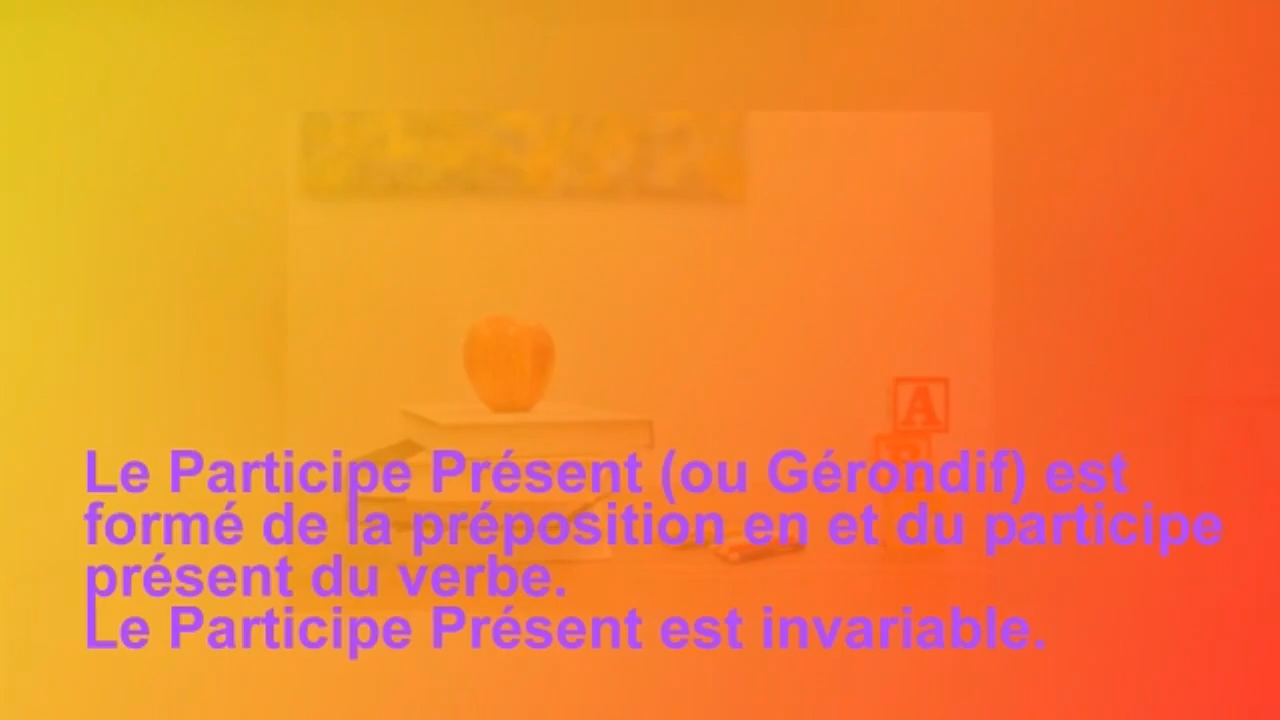 A
Le Participe Présent (ou Gérondif) est
formé de la préposition en et du participe
présent du verbe.
Le Participe Présent est invariable.